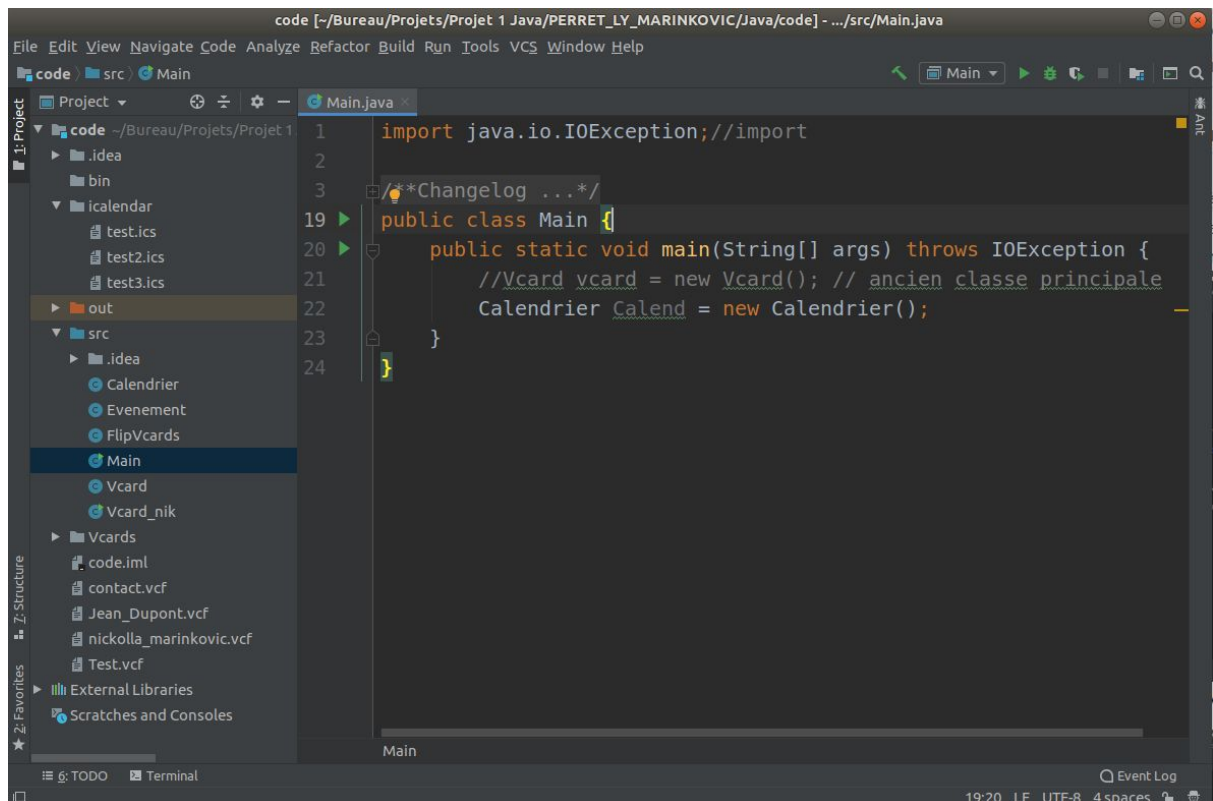 code [~/Bureau/Projets/Projet 1 Java/PERRET_LY_MARINKOVIC/Java/code] - .../src/Main.java
File Edit View Navigate Code Analyze Refactor Build Run Tools VCS Window Help
code src Main
Main
1: Project
Project
Main.java
Ant
code ~/Bureau/Projets/Projet 1
.idea
bin
icalendar
test.ics
test2.ics
test3.ics
out
src
.idea
Calendrier
Evenement
FlipVcards
Main
Vcard
Vcard_nik
Vcards
code.iml
contact.vcf
Jean_Dupont.vcf
nickolla_marinkovic.vcf
Test.vcf
External Libraries
Scratches and Consoles
1 import java.io.IOException;//import
2
3 /**Changelog ...*/
19 public class Main {
20 public static void main(String[] args) throws IOException {
21 //Vcard vcard = new Vcard(); // ancien classe principale
22 Calendrier Calend = new Calendrier();
23 }
24 }
Z: Structure
2: Favorites
Main
6: TODO Terminal
Event Log
19:20 LF UTF-8 4 spaces